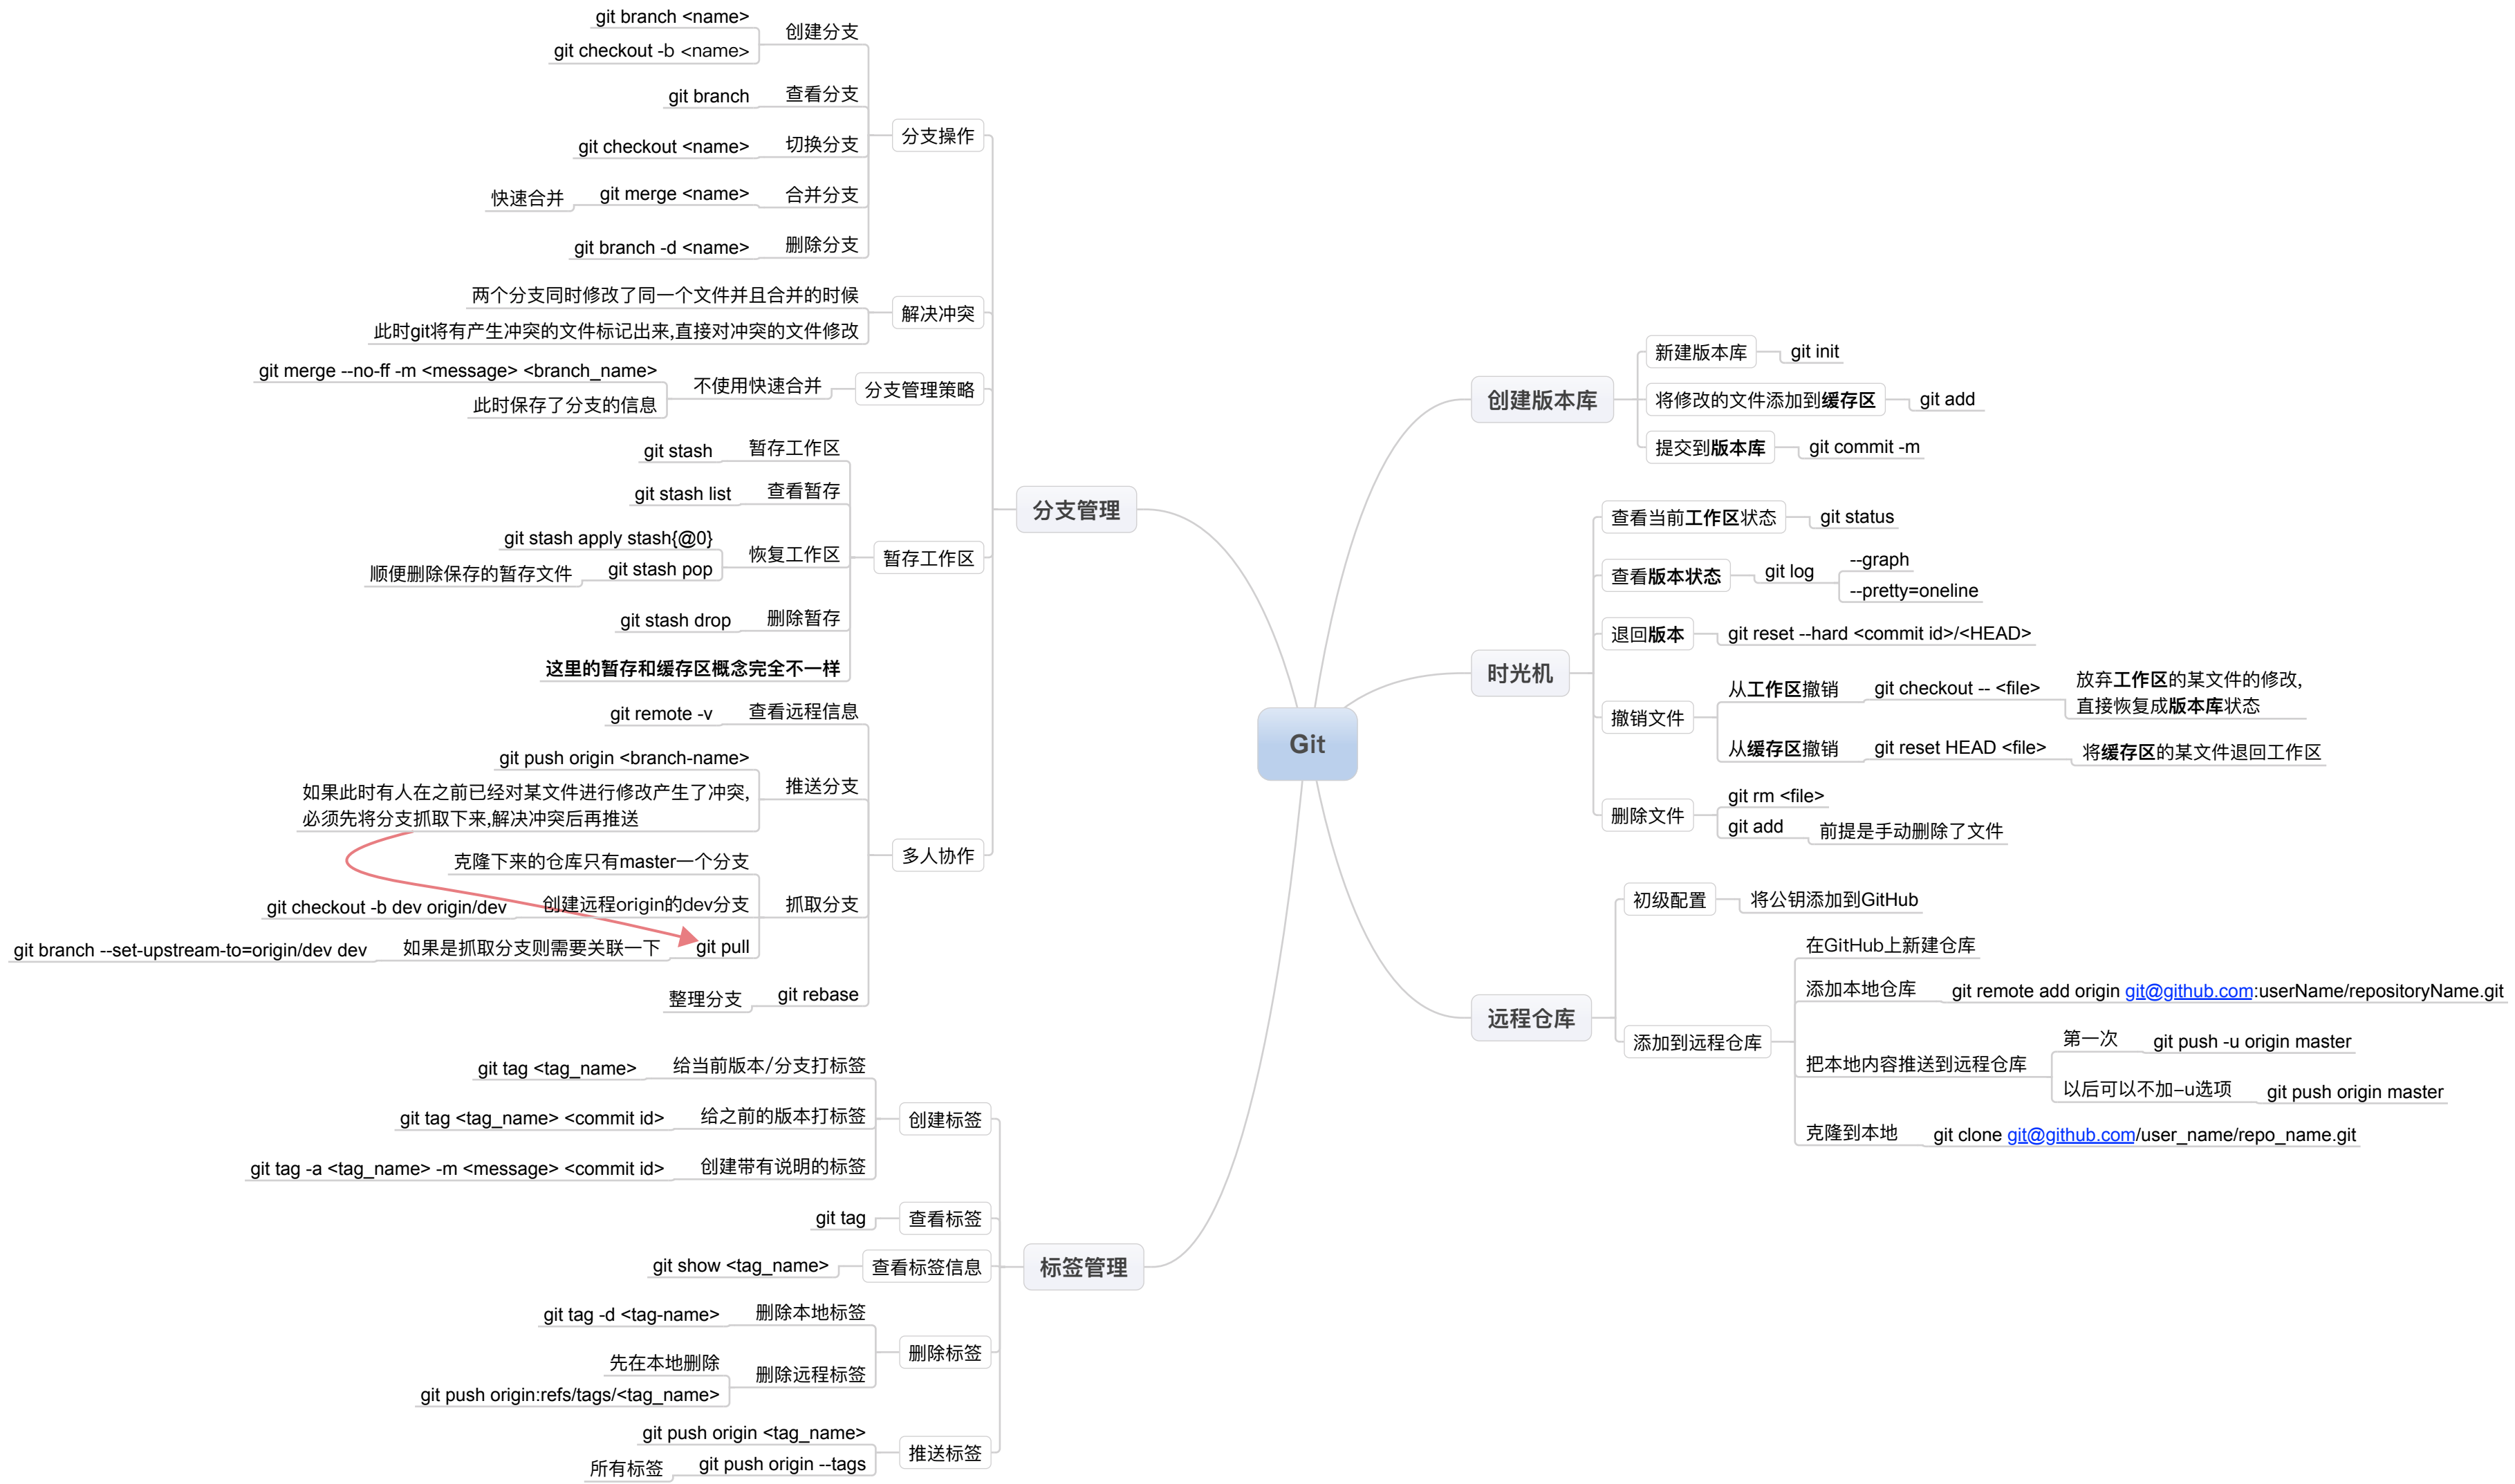 Git
创建版本库
新建版本库
git init
将修改的文件添加到缓存区
git add
提交到版本库
git commit -m
时光机
查看当前工作区状态
git status
查看版本状态
git log
--graph
--pretty=oneline
退回版本
git reset --hard <commit id>/<HEAD>
撤销文件
从工作区撤销
git checkout -- <file>
放弃工作区的某文件的修改,
直接恢复成版本库状态
从缓存区撤销
git reset HEAD <file>
将缓存区的某文件退回工作区
删除文件
git rm <file>
git add
前提是手动删除了文件
远程仓库
初级配置
将公钥添加到GitHub
添加到远程仓库
在GitHub上新建仓库
添加本地仓库
git remote add origin git@github.com:userName/repositoryName.git
把本地内容推送到远程仓库
第一次
git push -u origin master
以后可以不加–u选项
git push origin master
克隆到本地
git clone git@github.com/user_name/repo_name.git
分支管理
分支操作
创建分支
git branch <name>
git checkout -b <name>
查看分支
git branch
切换分支
git checkout <name>
合并分支
git merge <name>
快速合并
删除分支
git branch -d <name>
解决冲突
两个分支同时修改了同一个文件并且合并的时候
此时git将有产生冲突的文件标记出来,直接对冲突的文件修改
分支管理策略
不使用快速合并
git merge --no-ff -m <message> <branch_name>
此时保存了分支的信息
暂存工作区
暂存工作区
git stash
查看暂存
git stash list
恢复工作区
git stash apply stash{@0}
git stash pop
顺便删除保存的暂存文件
删除暂存
git stash drop
这里的暂存和缓存区概念完全不一样
多人协作
查看远程信息
git remote -v
推送分支
git push origin <branch-name>
如果此时有人在之前已经对某文件进行修改产生了冲突,
必须先将分支抓取下来,解决冲突后再推送
抓取分支
克隆下来的仓库只有master一个分支
创建远程origin的dev分支
git checkout -b dev origin/dev
git pull
如果是抓取分支则需要关联一下
git branch --set-upstream-to=origin/dev dev
git rebase
整理分支
标签管理
创建标签
给当前版本/分支打标签
git tag <tag_name>
给之前的版本打标签
git tag <tag_name> <commit id>
创建带有说明的标签
git tag -a <tag_name> -m <message> <commit id>
查看标签
git tag
查看标签信息
git show <tag_name>
删除标签
删除本地标签
git tag -d <tag-name>
删除远程标签
先在本地删除
git push origin:refs/tags/<tag_name>
推送标签
git push origin <tag_name>
git push origin --tags
所有标签